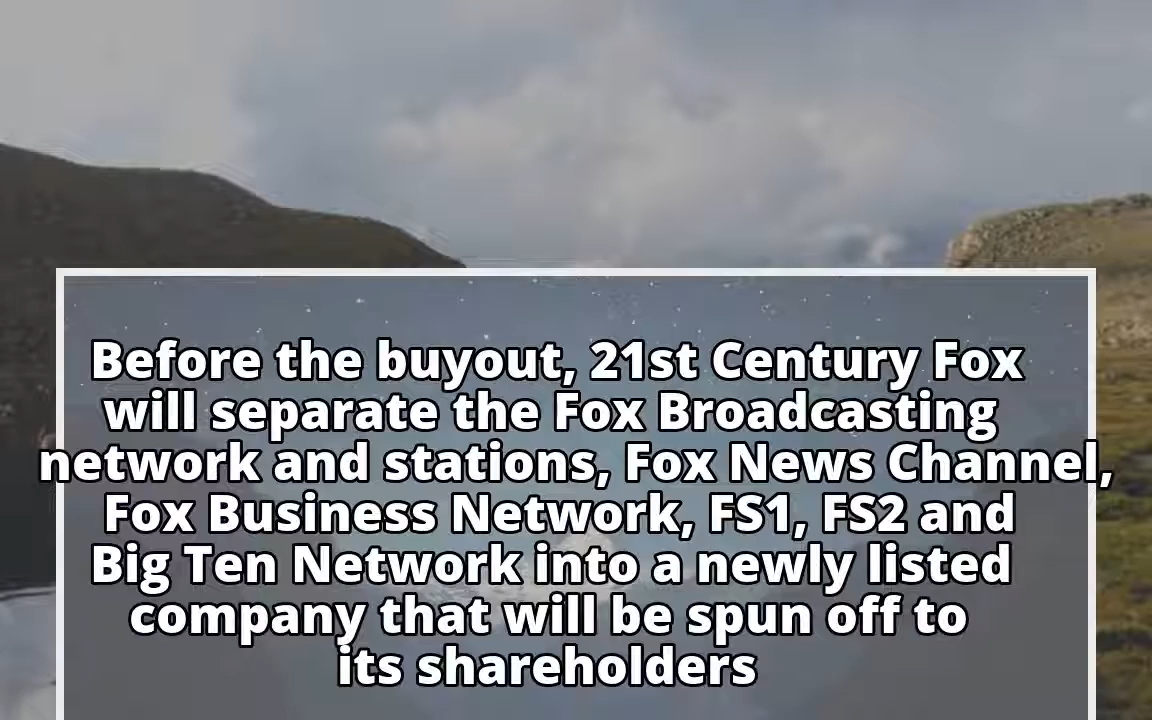 Before the buyout, 21st Century Fox
will separate the Fox Broadcasting
network and stations, Fox News Channel,
Fox Business Network, FS1, FS2 and
Big Ten Network into a newly listed
company that will be spun off to
its shareholders